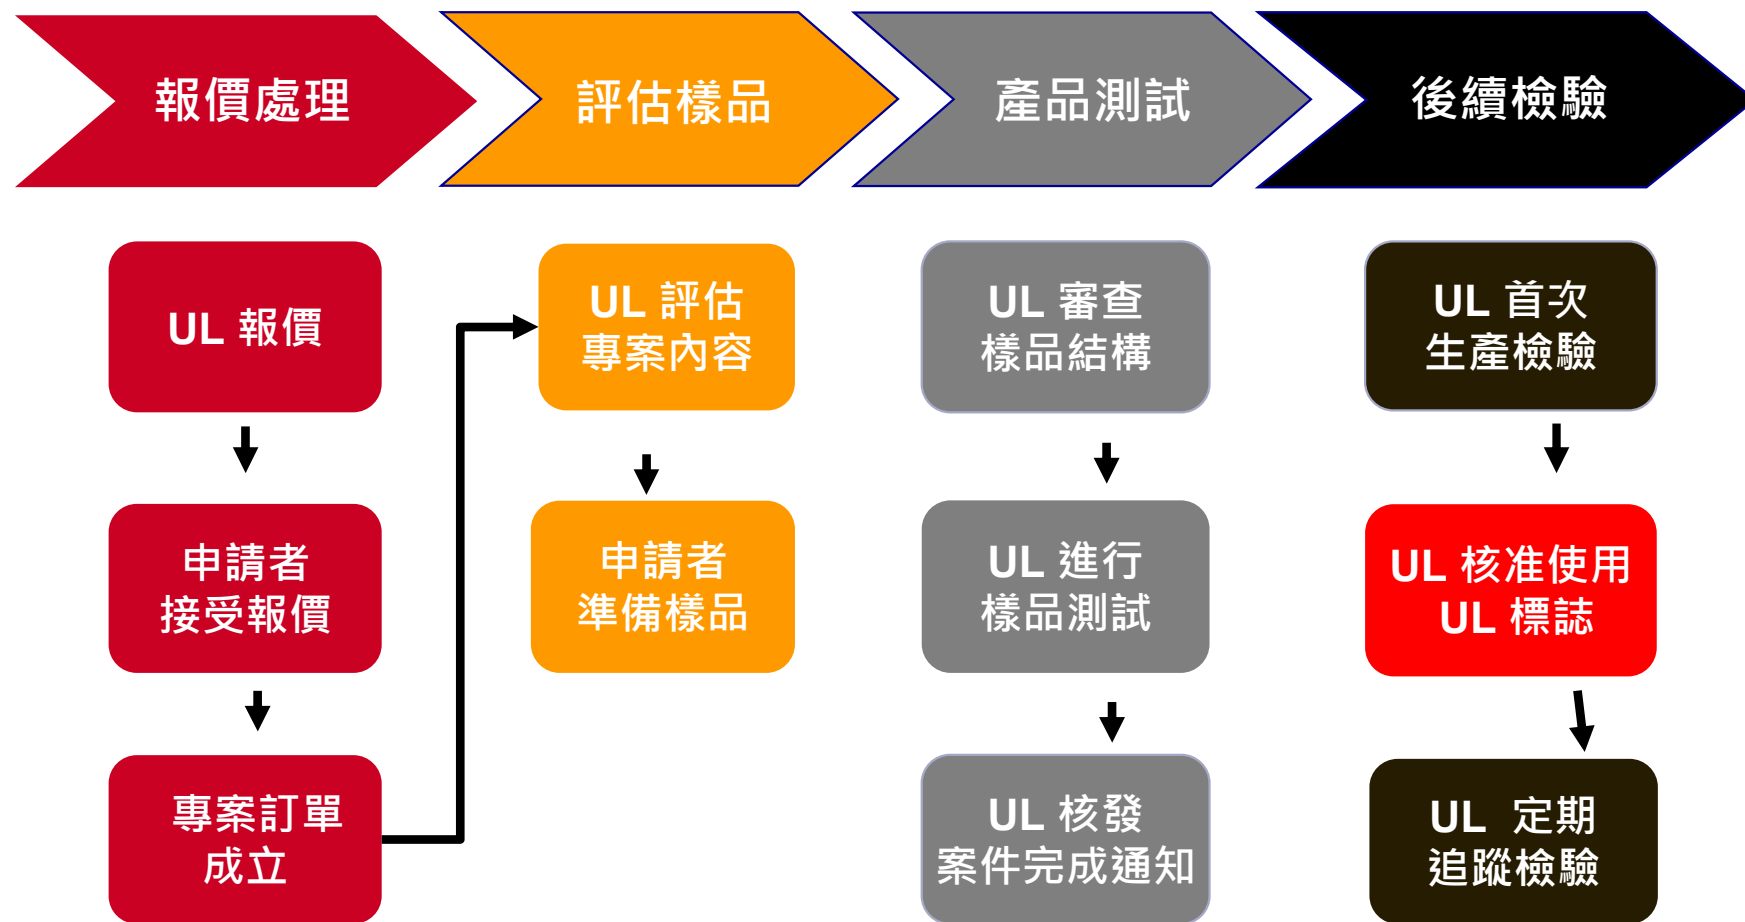 報價處理
評估樣品
產品測試
後續檢驗
UL 報價
申請者
接受報價
專案訂單
成立
UL 評估
專案內容
申請者
準備樣品
UL 審查
樣品結構
UL 進行
樣品測試
UL 核發
案件完成通知
UL 首次
生產檢驗
UL 核准使用
UL 標誌
UL 定期
追蹤檢驗